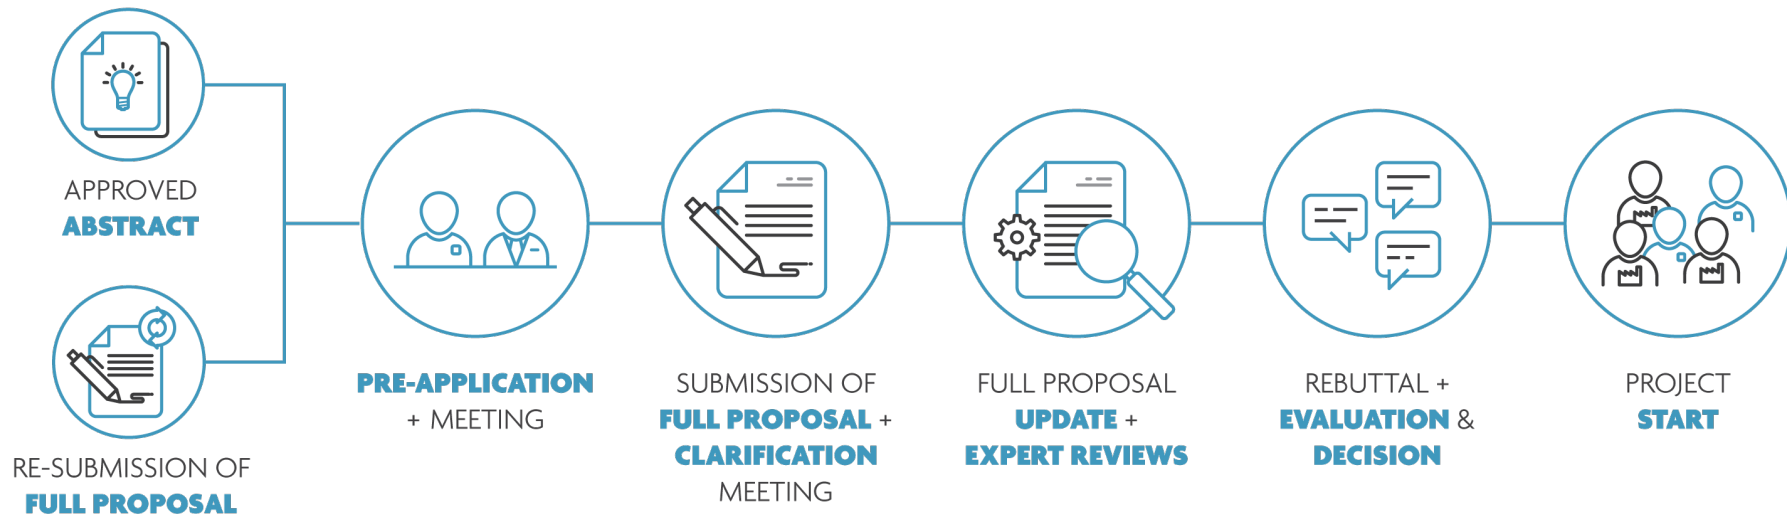 APPROVED
ABSTRACT
RE-SUBMISSION OF
FULL PROPOSAL
PRE-APPLICATION
+ MEETING
SUBMISSION OF
FULL PROPOSAL +
CLARIFICATION
MEETING
FULL PROPOSAL
UPDATE +
EXPERT REVIEWS
REBUTTAL +
EVALUATION &
DECISION
PROJECT
START